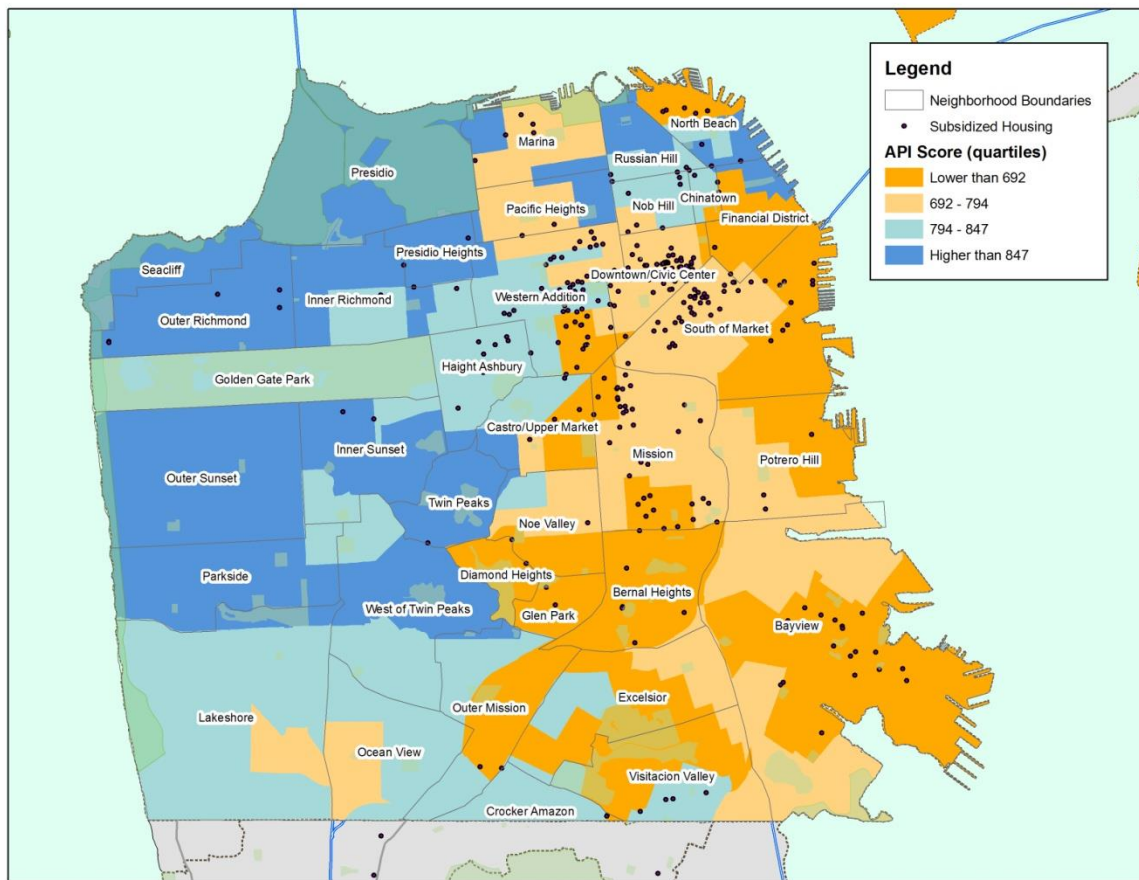 Legend
Neighborhood Boundaries
Subsidized Housing
API Score (quartiles)
Lower than 692
692 - 794
794 - 847
Higher than 847
North Beach
Marina
Russian Hill
Presidio
Chinatown
Nob Hill
Pacific Heights
Financial District
Presidio Heights
Seacliff
Downtown/Civic Center
Inner Richmond
Western Addition
Outer Richmond
South of Market
Haight Ashbury
Golden Gate Park
Castro/Upper Market
Inner Sunset
Mission
Potrero Hill
Outer Sunset
Twin Peaks
Noe Valley
Diamond Heights
Parkside
Bernal Heights
West of Twin Peaks
Glen Park
Bayview
Excelsior
Outer Mission
Lakeshore
Ocean View
Visitacion Valley
Crocker Amazon